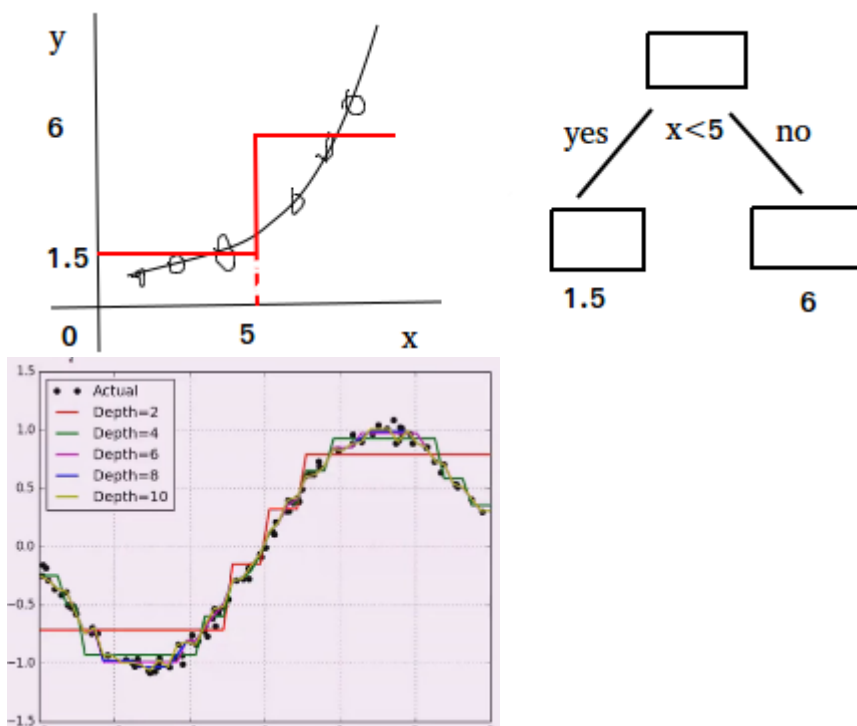 y
6
1.5
0
5
x
yes
x<5
no
1.5
6
1.5
1.0
0.5
0.0
−0.5
−1.0
−1.5
Actual
Depth=2
Depth=4
Depth=6
Depth=8
Depth=10